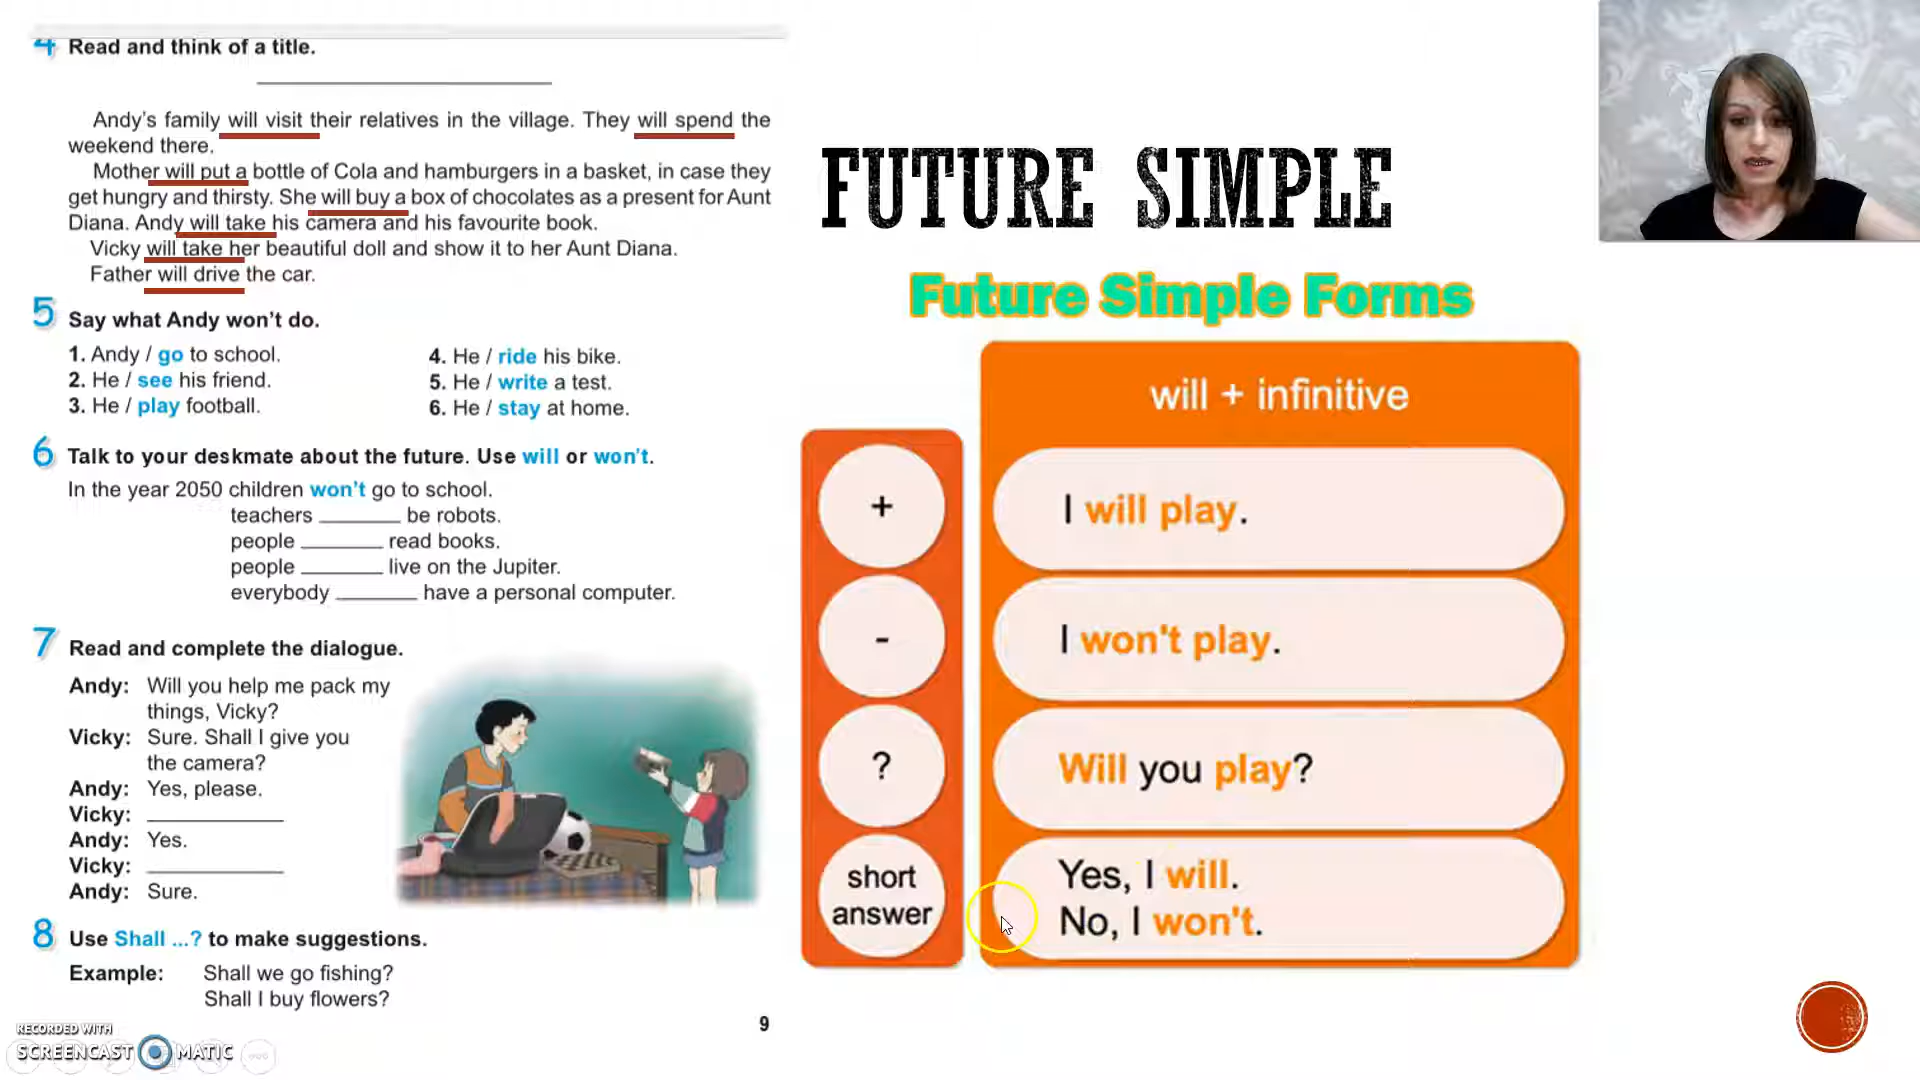 4 Read and think of a title.
Andy's family will visit their relatives in the village. They will spend the
weekend there.
Mother will put a bottle of Cola and hamburgers in a basket, in case they
get hungry and thirsty. She will buy a box of chocolates as a present for Aunt
Diana. Andy will take his camera and his favourite book.
Vicky will take her beautiful doll and show it to her Aunt Diana.
Father will drive the car.
5 Say what Andy won't do.
1. Andy / go to school.
2. He / see his friend.
3. He / play football.
4. He / ride his bike.
5. He / write a test.
6. He / stay at home.
6 Talk to your deskmate about the future. Use will or won't.
In the year 2050 children won't go to school.
teachers ________ be robots.
people ________ read books.
people ________ live on the Jupiter.
everybody ________ have a personal computer.
7 Read and complete the dialogue.
Andy: Will you help me pack my
things, Vicky?
Vicky: Sure. Shall I give you
the camera?
Andy: Yes, please.
Vicky: ______________
Andy: Yes.
Vicky: ______________
Andy: Sure.
8 Use Shall ...? to make suggestions.
Example: Shall we go fishing?
Shall I buy flowers?
9
RECORDED WITH
SCREENCAST MATIC
FUTURE SIMPLE
Future Simple Forms
will + infinitive
+ I will play.
- I won't play.
? Will you play?
short
answer
Yes, I will.
No, I won't.